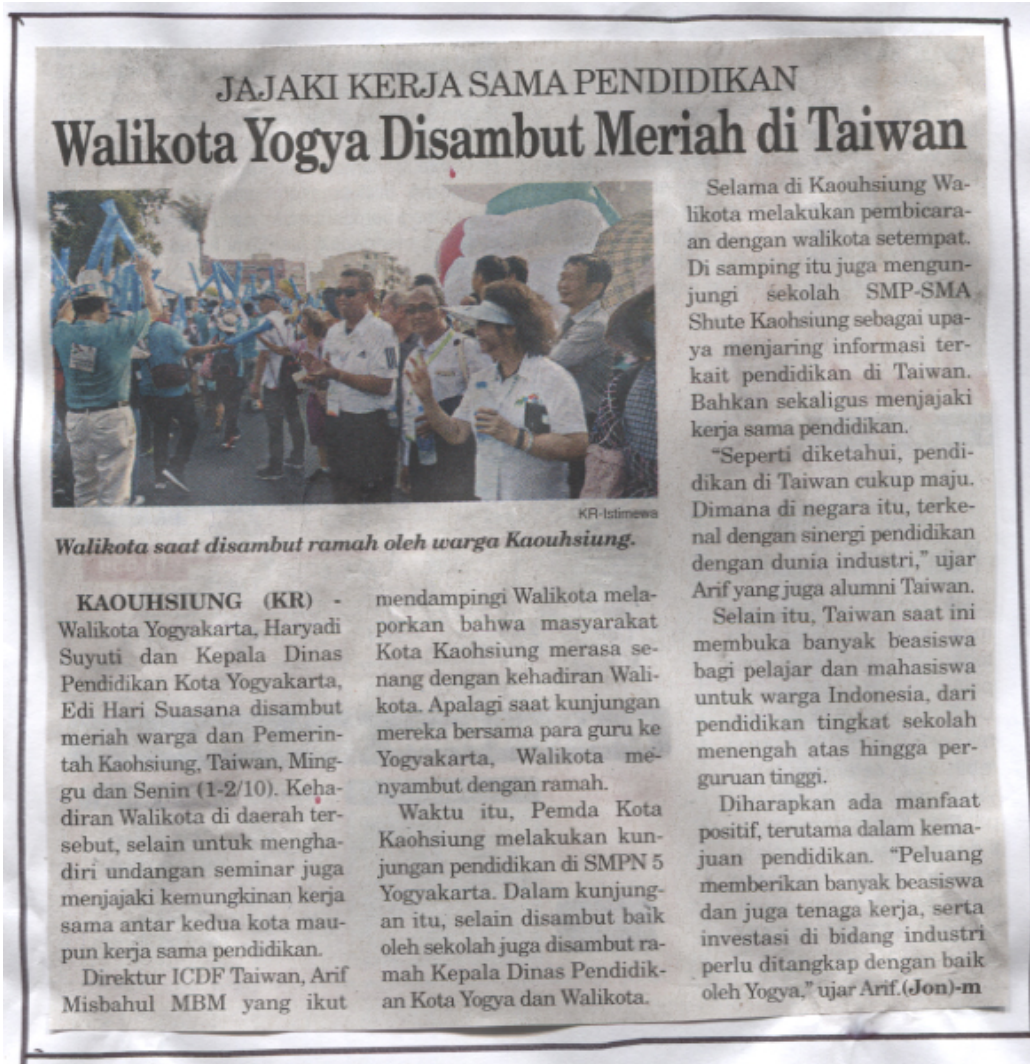 JAJAKI KERJA SAMA PENDIDIKAN
Walikota Yogya Disambut Meriah di Taiwan
KR-Istimewa
Walikota saat disambut ramah oleh warga Kaouhsiung.
KAOUHSIUNG (KR) -
Walikota Yogyakarta, Haryadi
Suyuti dan Kepala Dinas
Pendidikan Kota Yogyakarta,
Edi Hari Suasana disambut
meriah warga dan Pemerin-
tah Kaohsiung, Taiwan, Ming-
gu dan Senin (1-2/10). Keha-
diran Walikota di daerah ter-
sebut, selain untuk mengha-
diri undangan seminar juga
menjajaki kemungkinan kerja
sama antar kedua kota mau-
pun kerja sama pendidikan.
Direktur ICDF Taiwan, Arif
Misbahul MBM yang ikut
mendampingi Walikota mela-
porkan bahwa masyarakat
Kota Kaohsiung merasa se-
nang dengan kehadiran Wali-
kota. Apalagi saat kunjungan
mereka bersama para guru ke
Yogyakarta, Walikota me-
nyambut dengan ramah.
Waktu itu, Pemda Kota
Kaohsiung melakukan kun-
jungan pendidikan di SMPN 5
Yogyakarta. Dalam kunjung-
an itu, selain disambut baik
oleh sekolah juga disambut ra-
mah Kepala Dinas Pendidik-
an Kota Yogya dan Walikota.
Selama di Kaouhsiung Wa-
likota melakukan pembicara-
an dengan walikota setempat.
Di samping itu juga mengun-
jungi sekolah SMP-SMA
Shute Kaohsiung sebagai upa-
ya menjaring informasi ter-
kait pendidikan di Taiwan.
Bahkan sekaligus menjajaki
kerja sama pendidikan.
"Seperti diketahui, pendi-
dikan di Taiwan cukup maju.
Dimana di negara itu, terke-
nal dengan sinergi pendidikan
dengan dunia industri," ujar
Arif yang juga alumni Taiwan.
Selain itu, Taiwan saat ini
membuka banyak beasiswa
bagi pelajar dan mahasiswa
untuk warga Indonesia, dari
pendidikan tingkat sekolah
menengah atas hingga per-
guruan tinggi.
Diharapkan ada manfaat
positif, terutama dalam kema-
juan pendidikan. "Peluang
memberikan banyak beasiswa
dan juga tenaga kerja, serta
investasi di bidang industri
perlu ditangkap dengan baik
oleh Yogya," ujar Arif.(Jon)-m